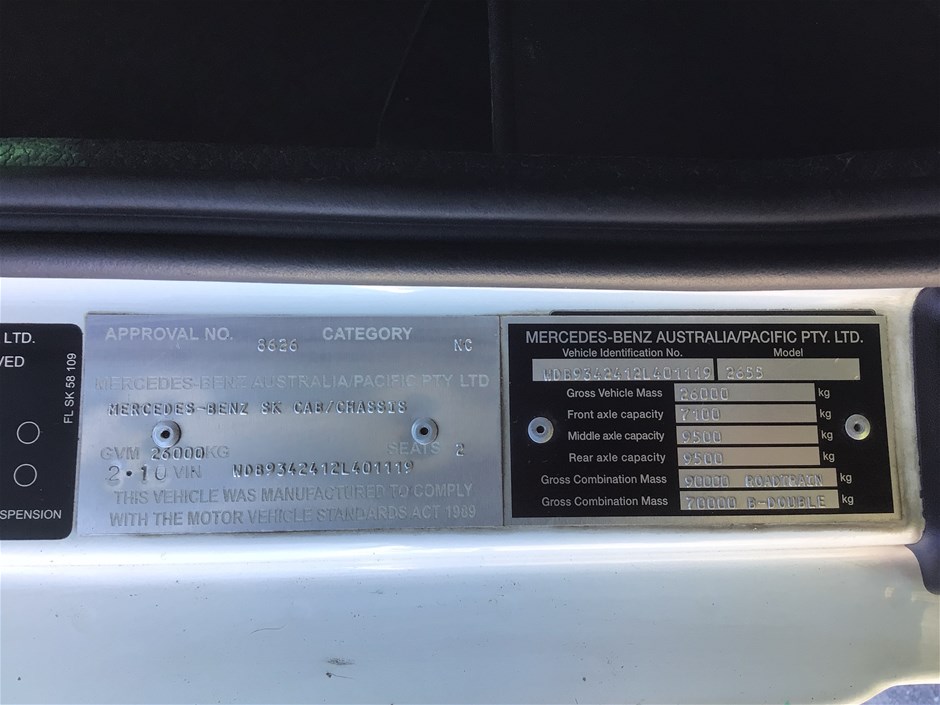 LTD.
VED
SPENSION
FL SK 58 109
APPROVAL NO. 3626 CATEGORY NC
MERCEDES-BENZ AUSTRALIA/PACIFIC PTY LTD
MERCEDES-BENZ SK CAB/CHASSIS
GVM 26000KG SEATS 2
2·10 VIN WDB9342412L401119
THIS VEHICLE WAS MANUFACTURED TO COMPLY
WITH THE MOTOR VEHICLE STANDARDS ACT 1989
MERCEDES-BENZ AUSTRALIA/PACIFIC PTY. LTD.
Vehicle Identification No. Model
WDB9342412L401119 2655
Gross Vehicle Mass 26000 kg
Front axle capacity 7100 kg
Middle axle capacity 9500 kg
Rear axle capacity 9500 kg
Gross Combination Mass 90000 ROADTRAIN kg
Gross Combination Mass 70000 B-DOUBLE kg